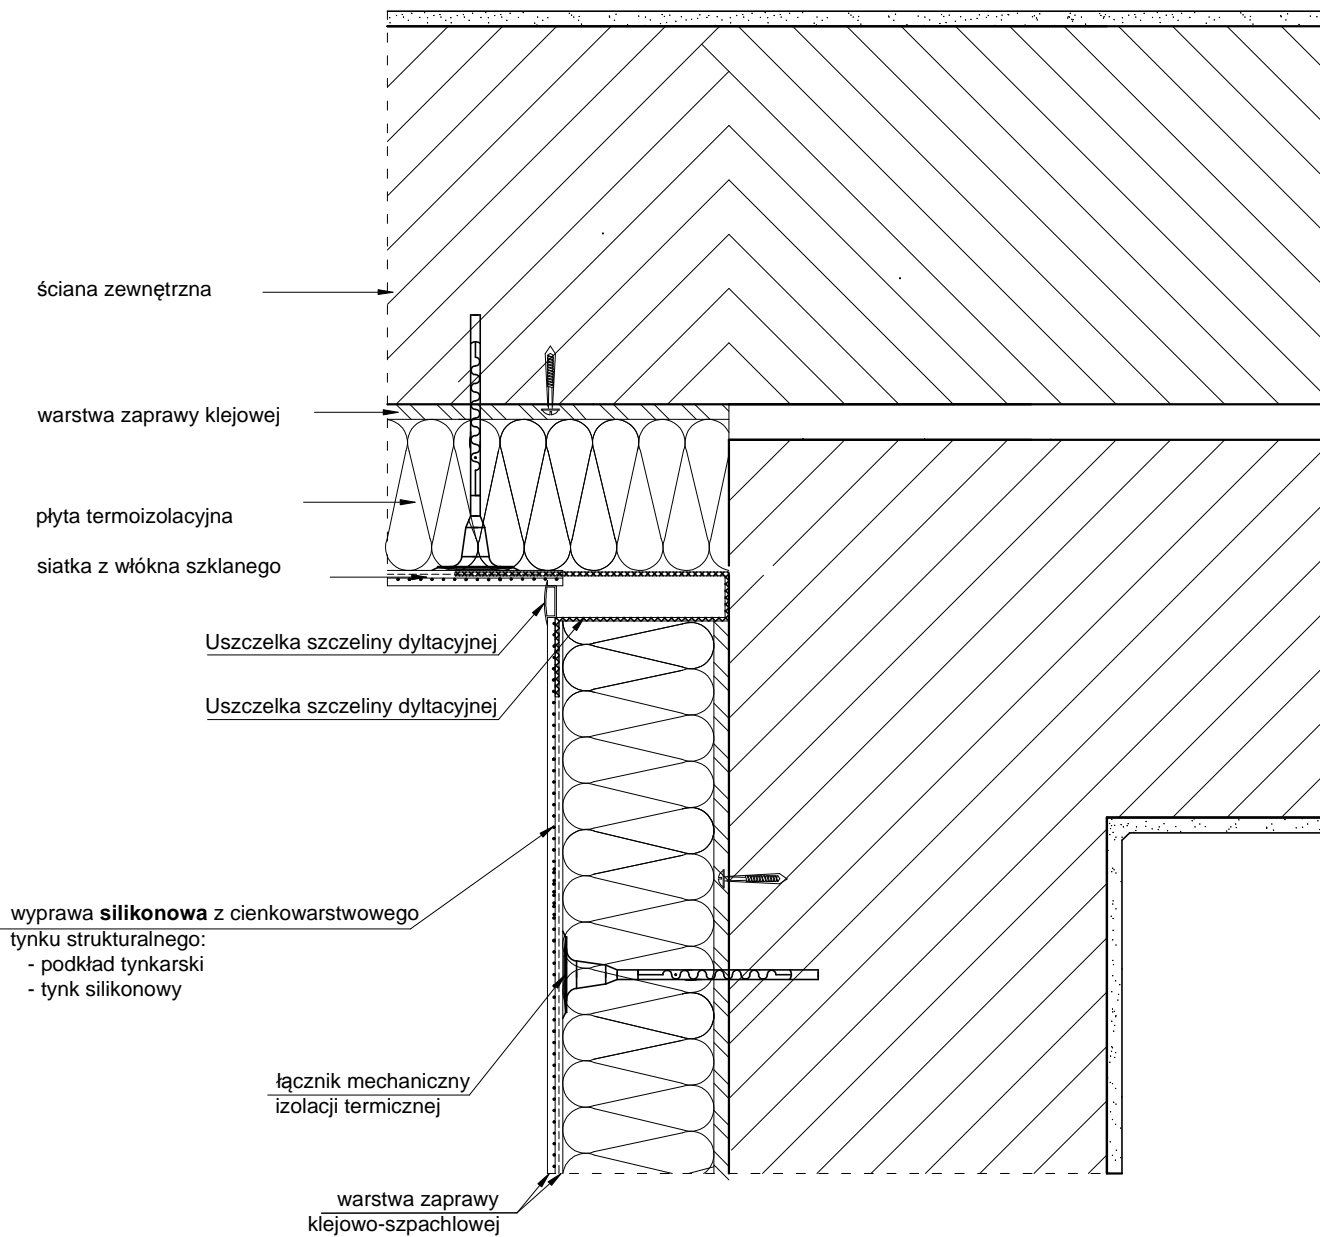 ściana zewnętrzna
warstwa zaprawy klejowej
płyta termoizolacyjna
siatka z włókna szklanego
Uszczelka szczeliny dyltacyjnej
Uszczelka szczeliny dyltacyjnej
wyprawa silikonowa z cienkowarstwowego
tynku strukturalnego:
- podkład tynkarski
- tynk silikonowy
łącznik mechaniczny
izolacji termicznej
warstwa zaprawy
klejowo-szpachlowej